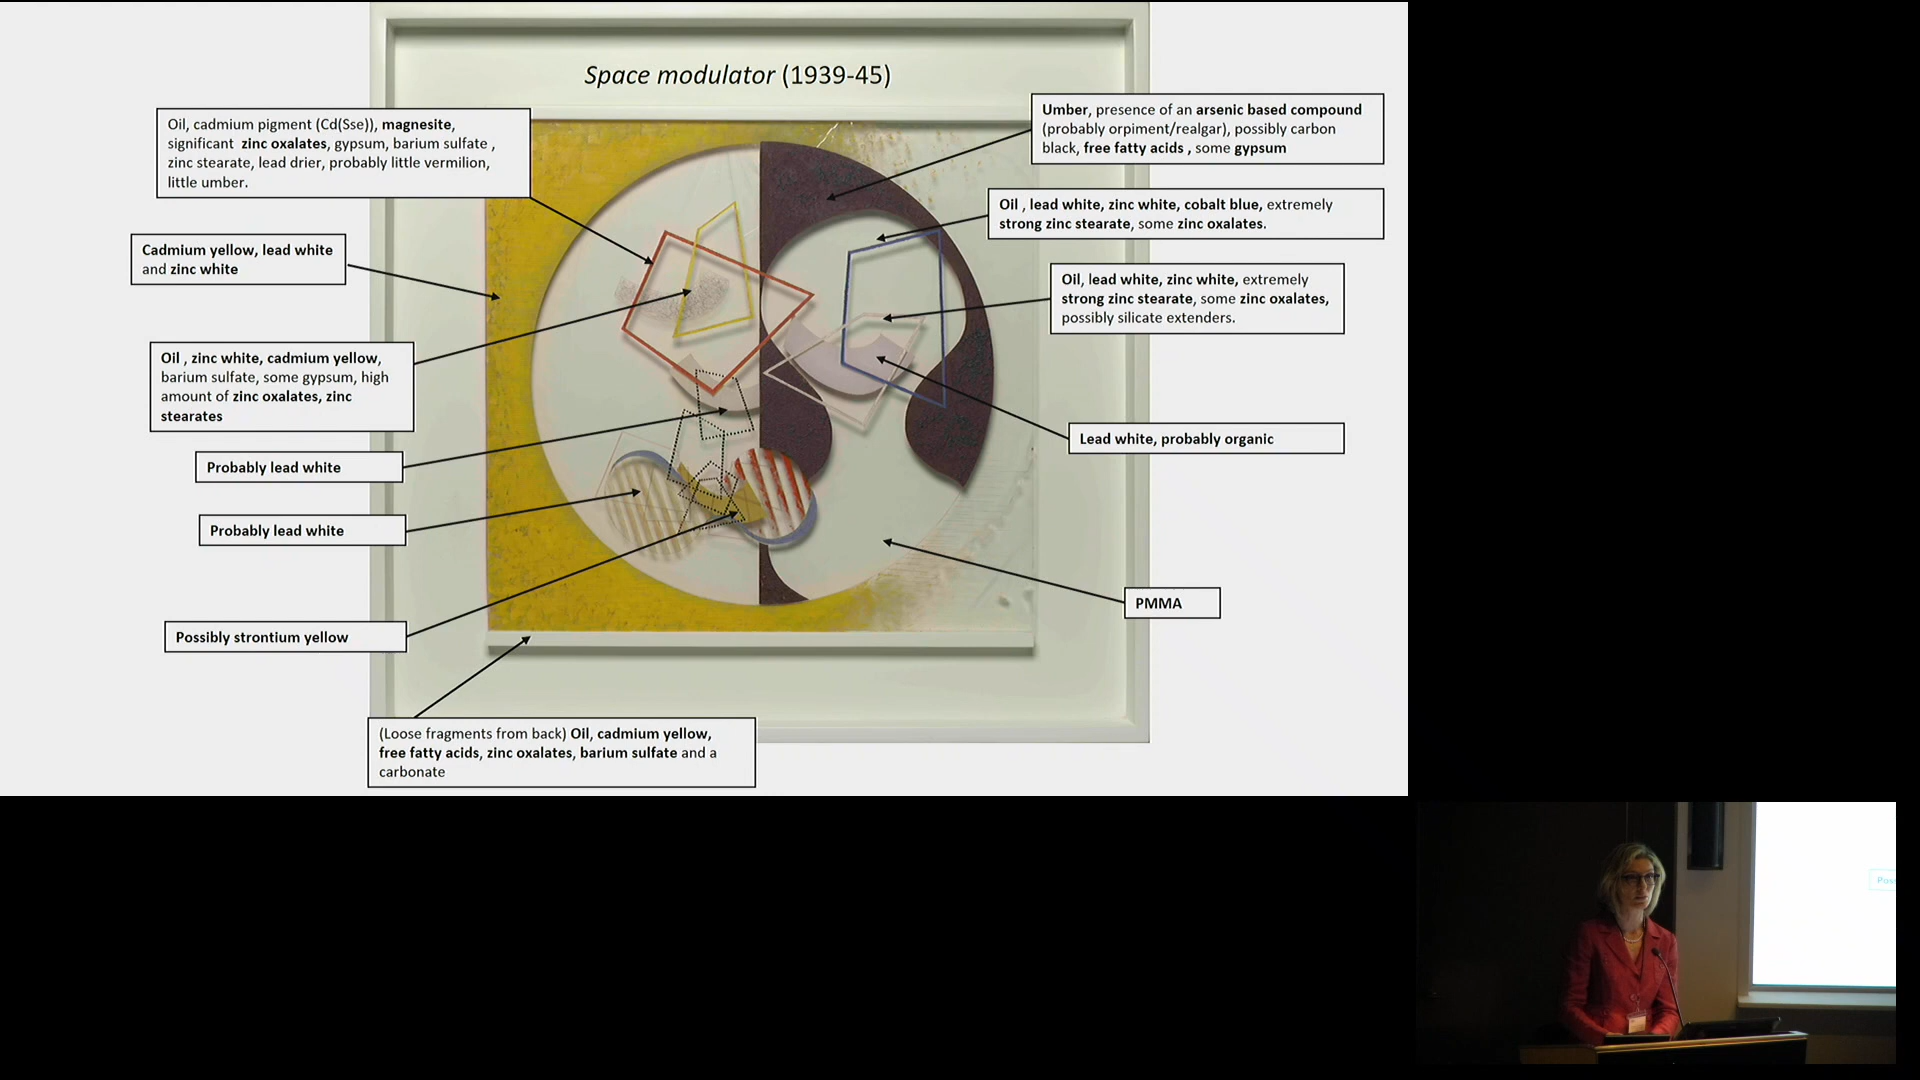 Space modulator (1939-45)
Oil, cadmium pigment (Cd(Sse)), magnesite,
significant zinc oxalates, gypsum, barium sulfate ,
zinc stearate, lead drier, probably little vermilion,
little umber.
Cadmium yellow, lead white
and zinc white
Oil , zinc white, cadmium yellow,
barium sulfate, some gypsum, high
amount of zinc oxalates, zinc
stearates
Probably lead white
Probably lead white
Possibly strontium yellow
(Loose fragments from back) Oil, cadmium yellow,
free fatty acids, zinc oxalates, barium sulfate and a
carbonate
Umber, presence of an arsenic based compound
(probably orpiment/realgar), possibly carbon
black, free fatty acids , some gypsum
Oil , lead white, zinc white, cobalt blue, extremely
strong zinc stearate, some zinc oxalates.
Oil, lead white, zinc white, extremely
strong zinc stearate, some zinc oxalates,
possibly silicate extenders.
Lead white, probably organic
PMMA